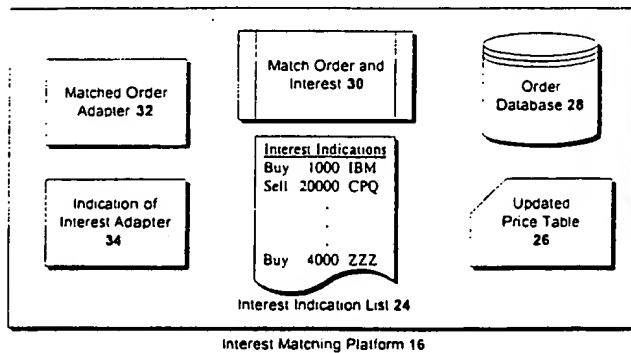 Matched Order
Adapter 32
Match Order and
Interest 30
Order
Database 28
Indication of
Interest Adapter
34
Interest Indications
Buy 1000 IBM
Sell 20000 CPQ
.
.
.
Buy 4000 ZZZ
Updated
Price Table
26
Interest Indication List 24
Interest Matching Platform 16